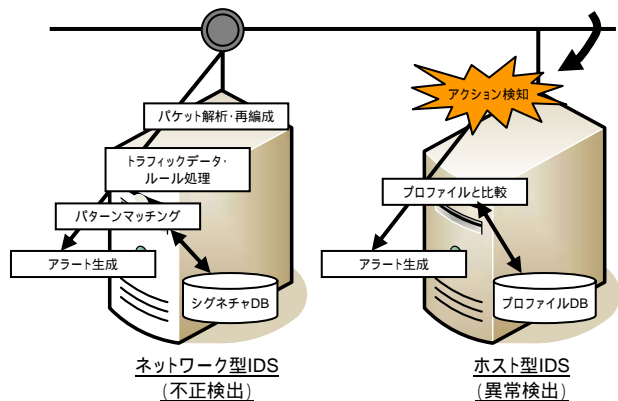 パケット解析・再編成
トラフィックデータ・
ルール処理
パターンマッチング
アラート生成
シグネチャDB
ネットワーク型IDS
(不正検出)
アクション検知
プロファイルと比較
アラート生成
プロファイルDB
ホスト型IDS
(異常検出)